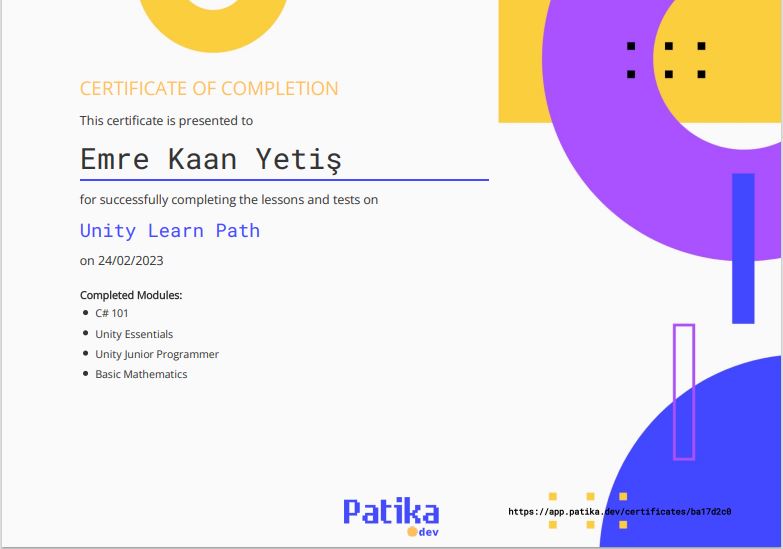 CERTIFICATE OF COMPLETION
This certificate is presented to
Emre Kaan Yetiş
for successfully completing the lessons and tests on
Unity Learn Path
on 24/02/2023
Completed Modules:
C# 101
Unity Essentials
Unity Junior Programmer
Basic Mathematics
Patika
dev
https://app.patika.dev/certificates/ba17d2c0